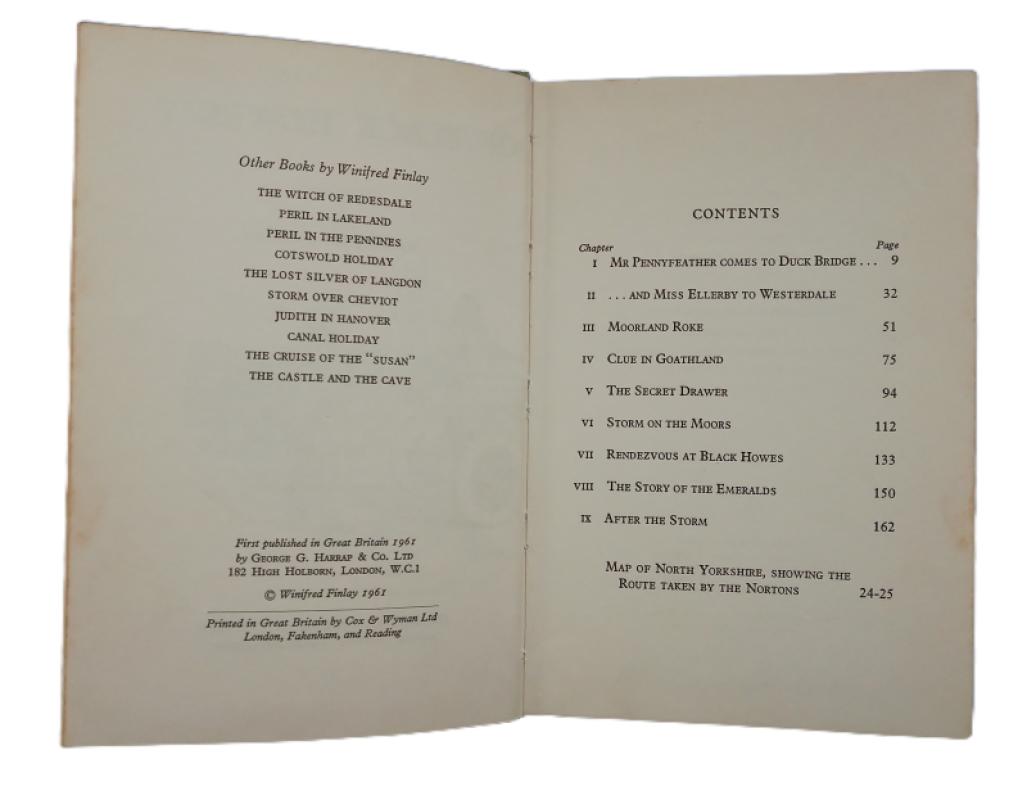 Other Books by Winifred Finlay
THE WITCH OF REDESDALE
PERIL IN LAKELAND
PERIL IN THE PENNINES
COTSWOLD HOLIDAY
THE LOST SILVER OF LANGDON
STORM OVER CHEVIOT
JUDITH IN HANOVER
CANAL HOLIDAY
THE CRUISE OF THE “SUSAN”
THE CASTLE AND THE CAVE
First published in Great Britain 1961
by GEORGE G. HARRAP & CO. LTD
182 HIGH HOLBORN, LONDON, W.C.1
© Winifred Finlay 1961
Printed in Great Britain by Cox & Wyman Ltd
London, Fakenham, and Reading
CONTENTS
Chapter Page
I MR PENNYFEATHER COMES TO DUCK BRIDGE . . . 9
II . . . AND MISS ELLERBY TO WESTERDALE 32
III MOORLAND ROKE 51
IV CLUE IN GOATHLAND 75
V THE SECRET DRAWER 94
VI STORM ON THE MOORS 112
VII RENDEZVOUS AT BLACK HOWES 133
VIII THE STORY OF THE EMERALDS 150
IX AFTER THE STORM 162
MAP OF NORTH YORKSHIRE, SHOWING THE
ROUTE TAKEN BY THE NORTONS 24-25